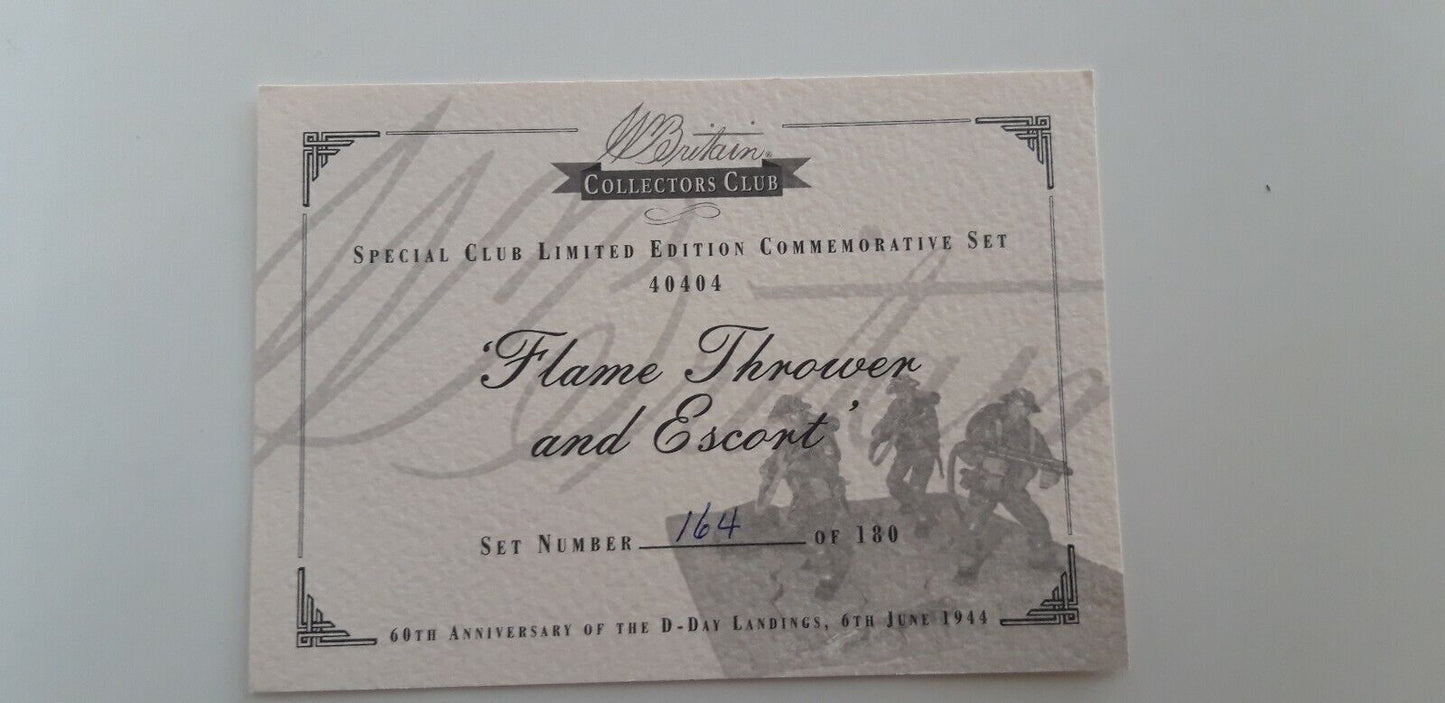 W Britain®
COLLECTORS CLUB
SPECIAL CLUB LIMITED EDITION COMMEMORATIVE SET
40404
'Flame Thrower
and Escort'
SET NUMBER 164 OF 180
60TH ANNIVERSARY OF THE D-DAY LANDINGS, 6TH JUNE 1944